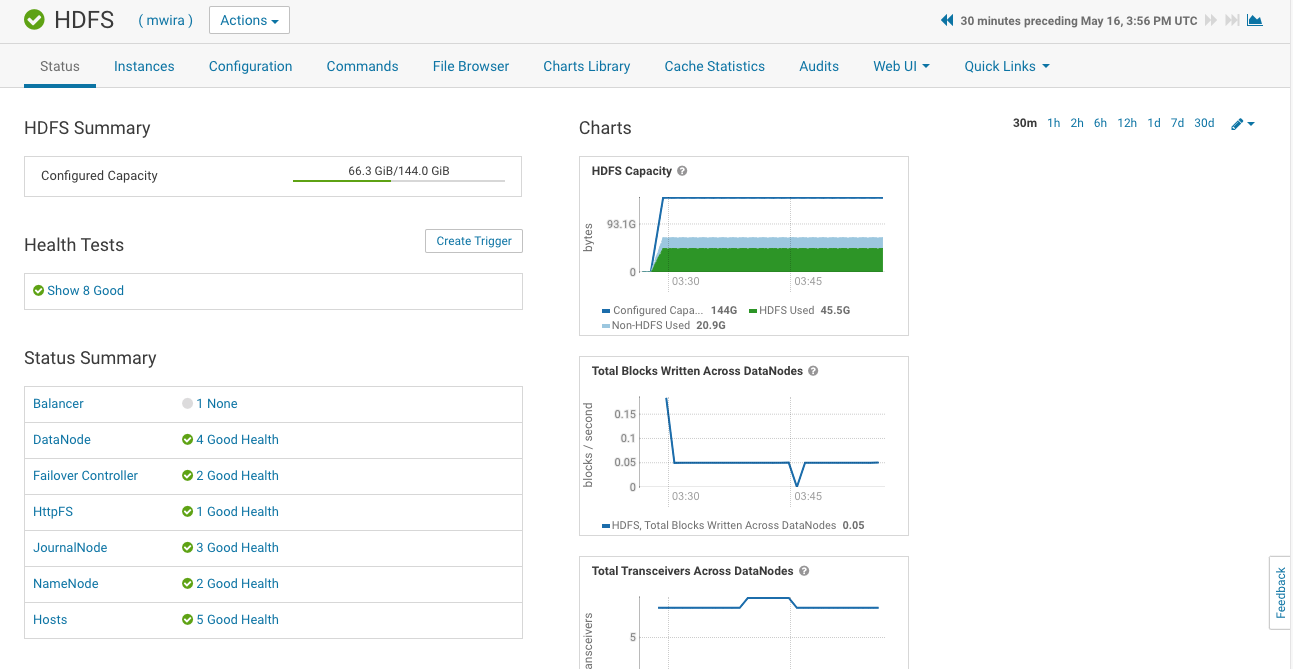 HDFS ( mwira ) Actions
30 minutes preceding May 16, 3:56 PM UTC
Status Instances Configuration Commands File Browser Charts Library Cache Statistics Audits Web UI Quick Links
HDFS Summary
Configured Capacity 66.3 GiB/144.0 GiB
Health Tests
Create Trigger
Show 8 Good
Status Summary
Balancer 1 None
DataNode 4 Good Health
Failover Controller 2 Good Health
HttpFS 1 Good Health
JournalNode 3 Good Health
NameNode 2 Good Health
Hosts 5 Good Health
Charts
30m 1h 2h 6h 12h 1d 7d 30d
HDFS Capacity
bytes
93.1G
0
03:30 03:45
Configured Capa... 144G HDFS Used 45.5G
Non-HDFS Used 20.9G
Total Blocks Written Across DataNodes
blocks / second
0.15
0.1
0.05
0
03:30 03:45
HDFS, Total Blocks Written Across DataNodes 0.05
Total Transceivers Across DataNodes
ansceivers
5
Feedback